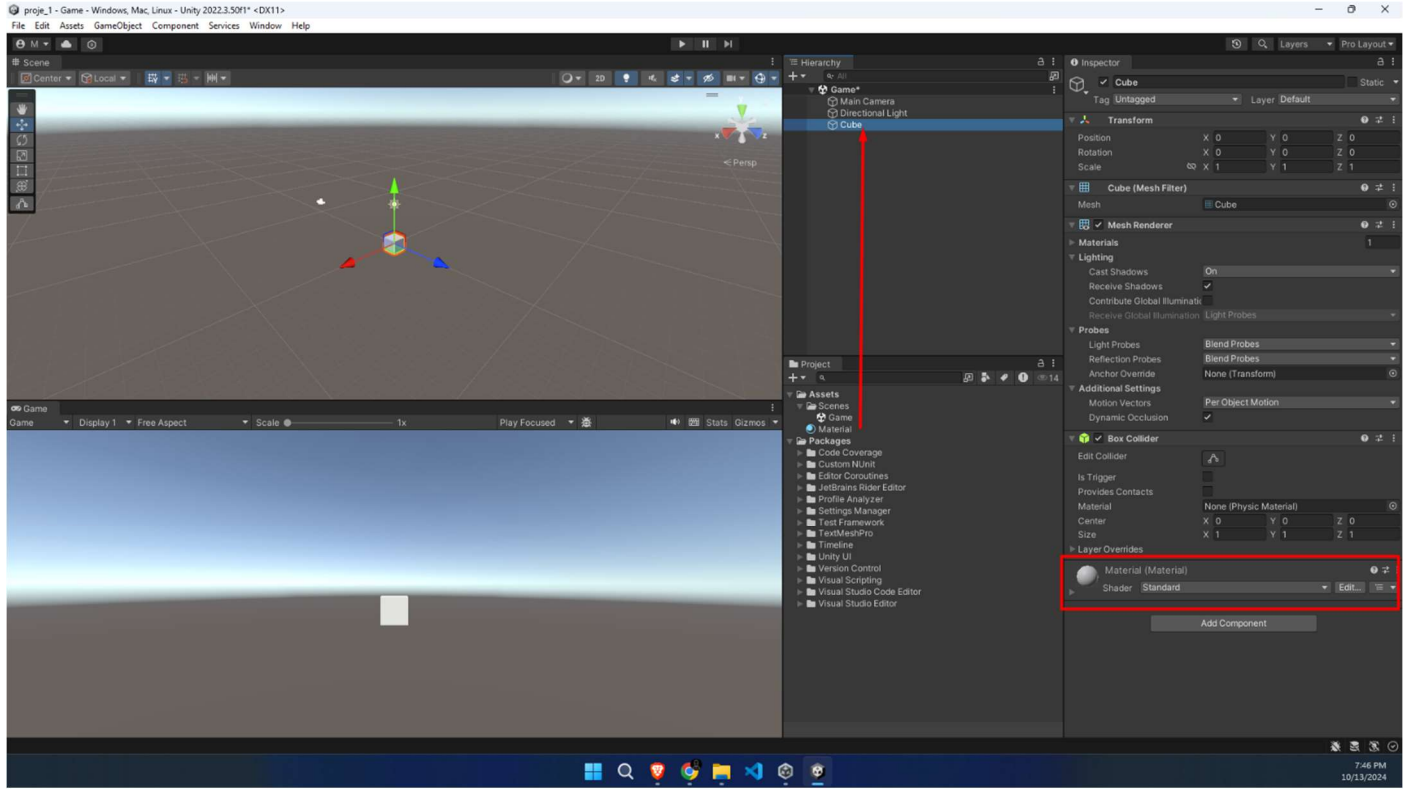 proje_1 - Game - Windows, Mac, Linux - Unity 2022.3.50f1* <DX11>
File Edit Assets GameObject Component Services Window Help
M
Layers Pro Layout
Scene
Center Local 2D
x z
Persp
Game
Game Display 1 Free Aspect Scale 1x Play Focused Stats Gizmos
Hierarchy
All
Game*
Main Camera
Directional Light
Cube
Project
14
Assets
Scenes
Game
Material
Packages
Code Coverage
Custom NUnit
Editor Coroutines
JetBrains Rider Editor
Profile Analyzer
Settings Manager
Test Framework
TextMeshPro
Timeline
Unity UI
Version Control
Visual Scripting
Visual Studio Code Editor
Visual Studio Editor
Inspector
Cube Static
Tag Untagged Layer Default
Transform
Position X 0 Y 0 Z 0
Rotation X 0 Y 0 Z 0
Scale X 1 Y 1 Z 1
Cube (Mesh Filter)
Mesh Cube
Mesh Renderer
Materials 1
Lighting
Cast Shadows On
Receive Shadows
Contribute Global Illuminatic
Receive Global Illumination Light Probes
Probes
Light Probes Blend Probes
Reflection Probes Blend Probes
Anchor Override None (Transform)
Additional Settings
Motion Vectors Per Object Motion
Dynamic Occlusion
Box Collider
Edit Collider
Is Trigger
Provides Contacts
Material None (Physic Material)
Center X 0 Y 0 Z 0
Size X 1 Y 1 Z 1
Layer Overrides
Material (Material)
Shader Standard Edit...
Add Component
7:46 PM
10/13/2024